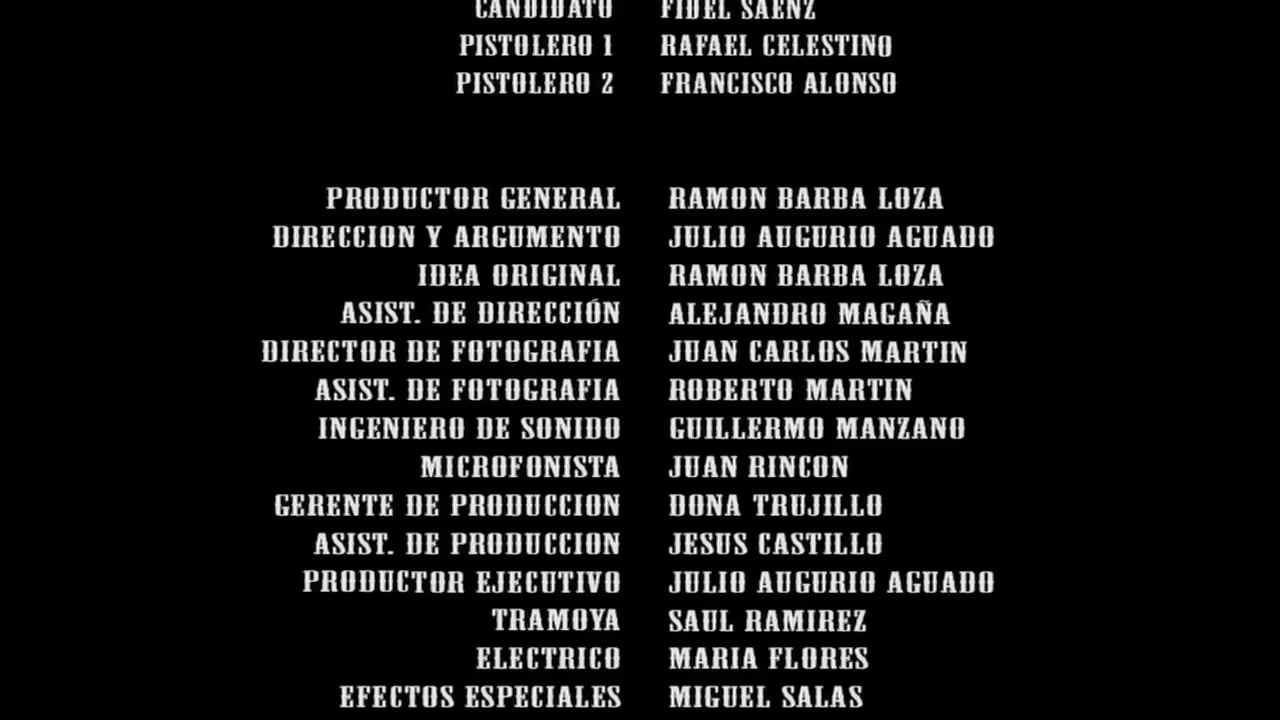 CANDIDATO FIDEL SAENZ
PISTOLERO 1 RAFAEL CELESTINO
PISTOLERO 2 FRANCISCO ALONSO
PRODUCTOR GENERAL RAMON BARBA LOZA
DIRECCION Y ARGUMENTO JULIO AUGURIO AGUADO
IDEA ORIGINAL RAMON BARBA LOZA
ASIST. DE DIRECCIÓN ALEJANDRO MAGAÑA
DIRECTOR DE FOTOGRAFIA JUAN CARLOS MARTIN
ASIST. DE FOTOGRAFIA ROBERTO MARTIN
INGENIERO DE SONIDO GUILLERMO MANZANO
MICROFONISTA JUAN RINCON
GERENTE DE PRODUCCION DONA TRUJILLO
ASIST. DE PRODUCCION JESUS CASTILLO
PRODUCTOR EJECUTIVO JULIO AUGURIO AGUADO
TRAMOYA SAUL RAMIREZ
ELECTRICO MARIA FLORES
EFECTOS ESPECIALES MIGUEL SALAS